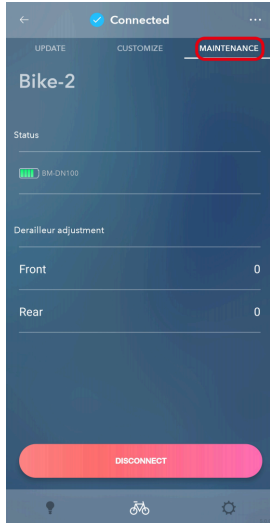 Connected
UPDATE CUSTOMIZE MAINTENANCE
Bike-2
Status
BM-DN100
Derailleur adjustment
Front 0
Rear 0
DISCONNECT